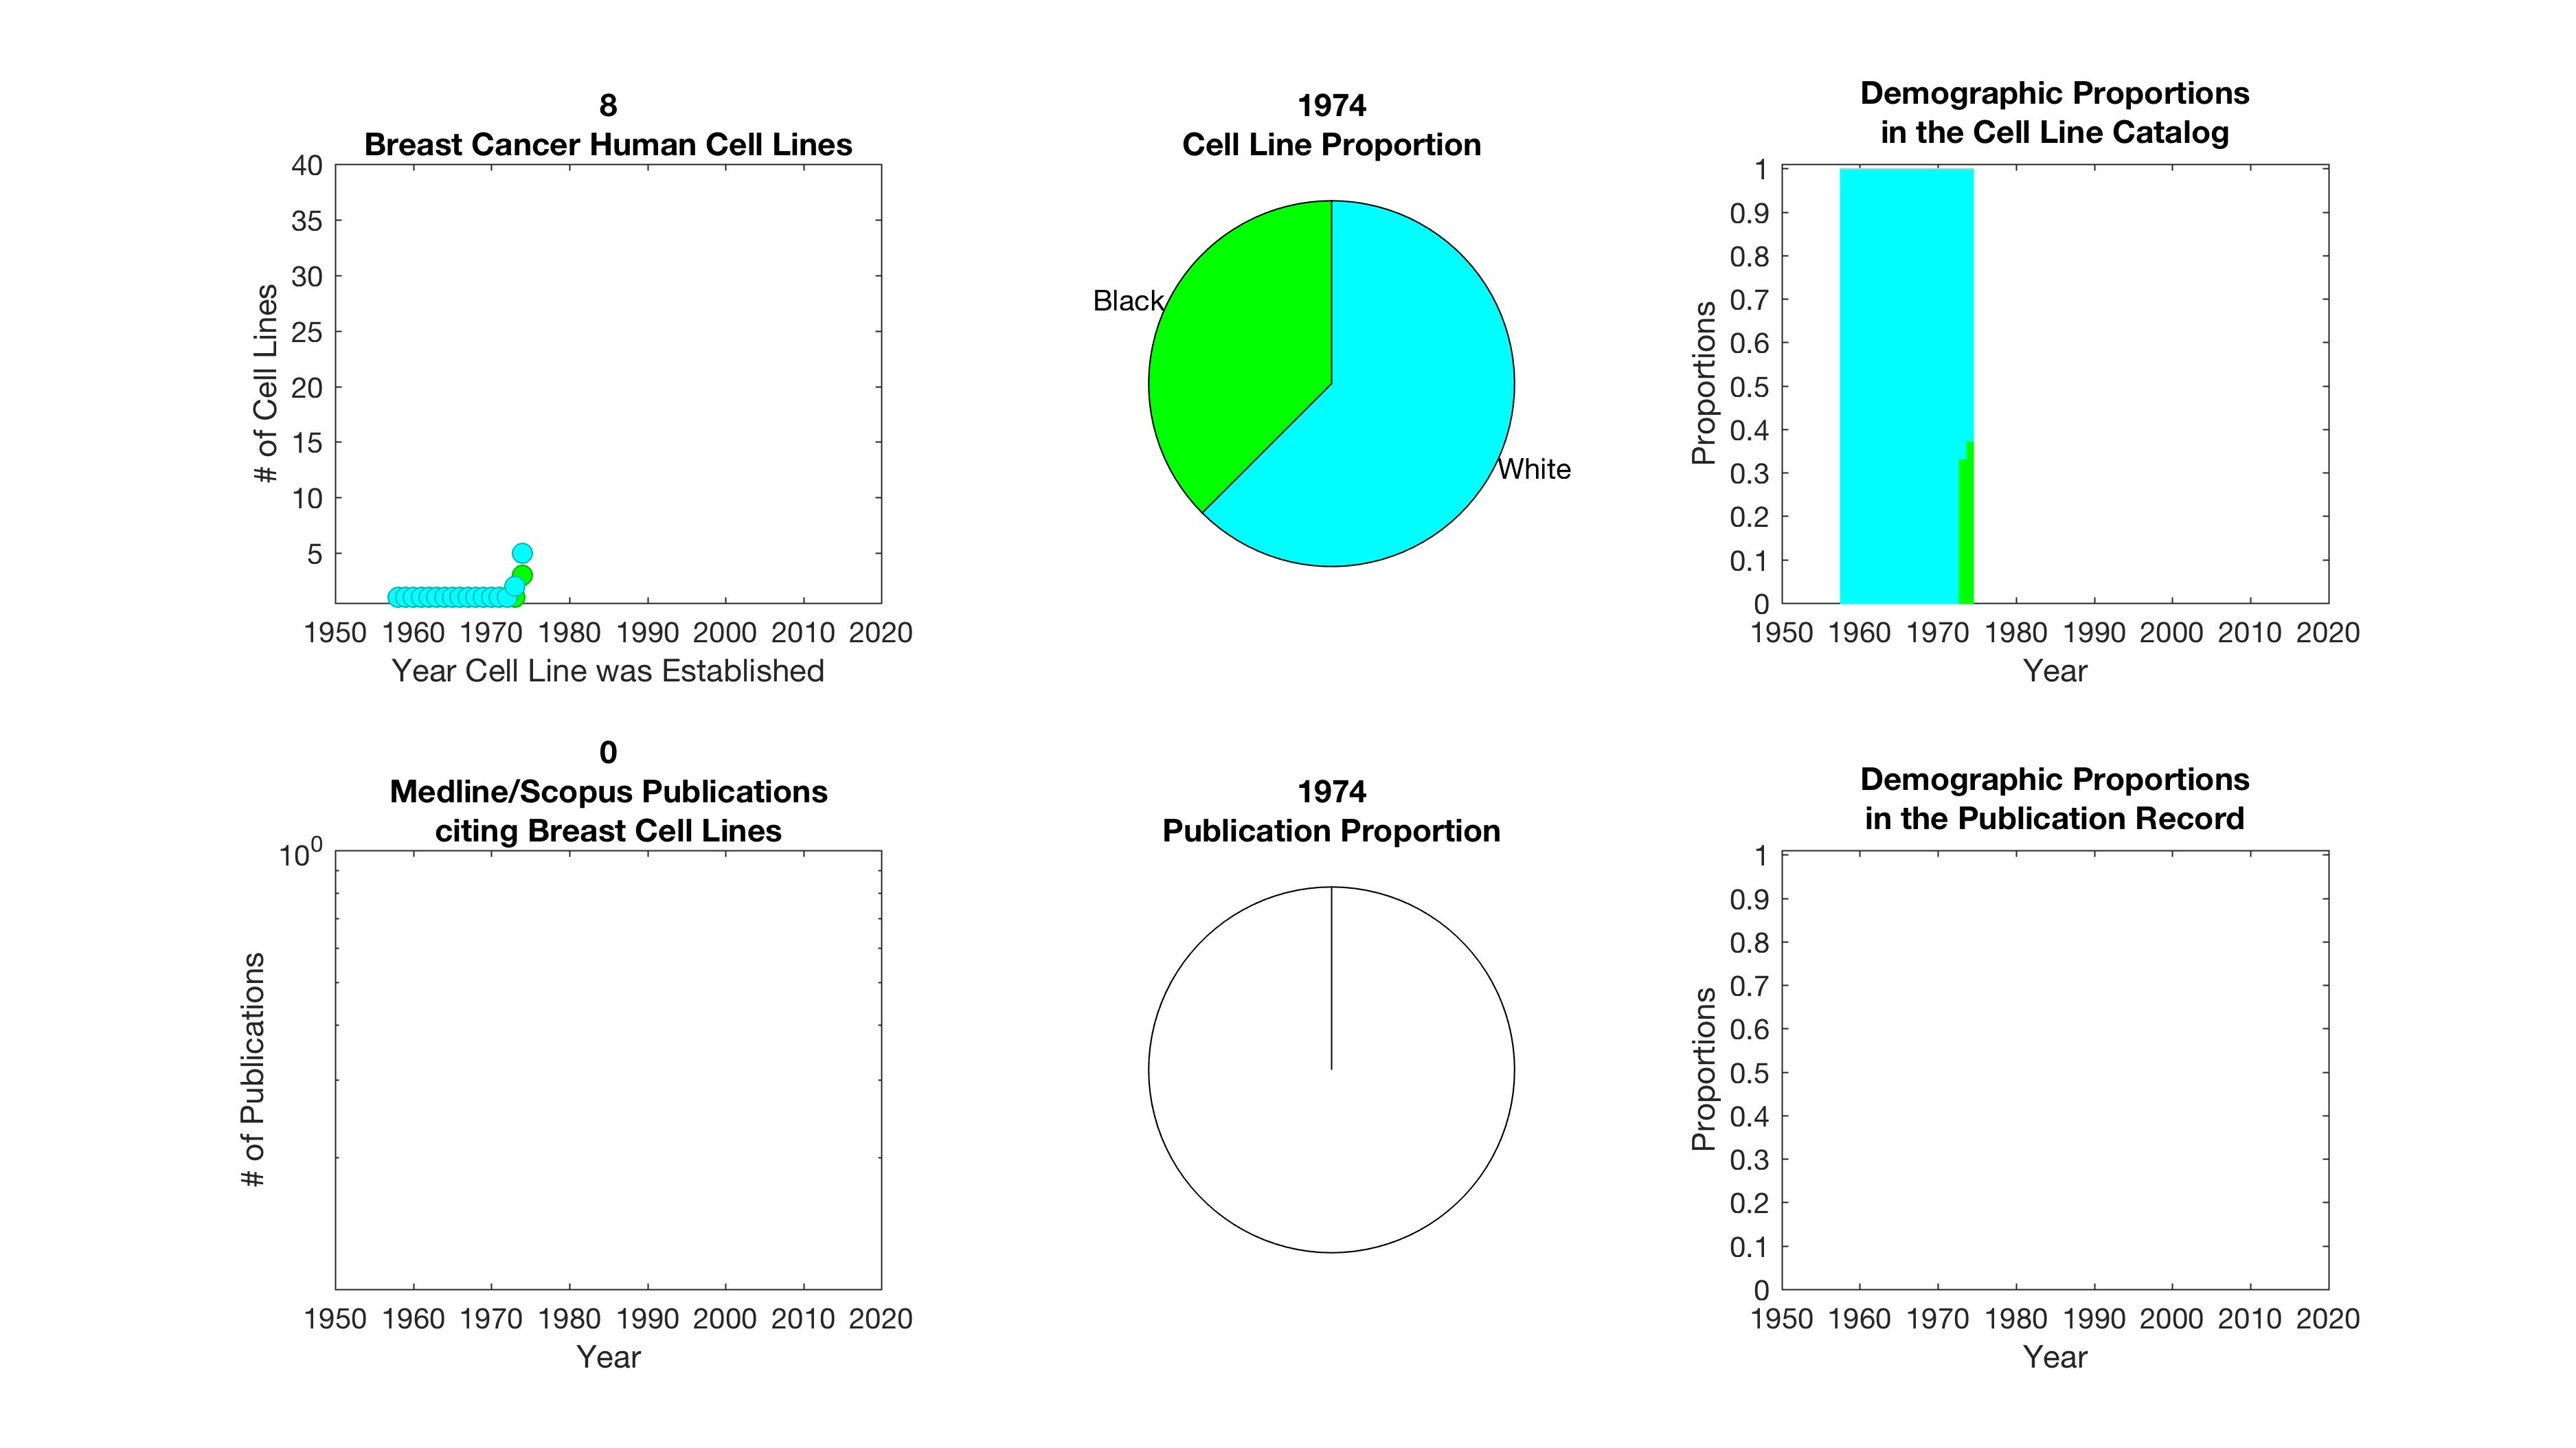 8
Breast Cancer Human Cell Lines
40
35
30
25
20
15
10
5
# of Cell Lines
1950 1960 1970 1980 1990 2000 2010 2020
Year Cell Line was Established
1974
Cell Line Proportion
Black
White
Demographic Proportions
in the Cell Line Catalog
1
0.9
0.8
0.7
0.6
0.5
0.4
0.3
0.2
0.1
0
Proportions
1950 1960 1970 1980 1990 2000 2010 2020
Year
0
Medline/Scopus Publications
citing Breast Cell Lines
10^0
# of Publications
1950 1960 1970 1980 1990 2000 2010 2020
Year
1974
Publication Proportion
Demographic Proportions
in the Publication Record
1
0.9
0.8
0.7
0.6
0.5
0.4
0.3
0.2
0.1
0
Proportions
1950 1960 1970 1980 1990 2000 2010 2020
Year